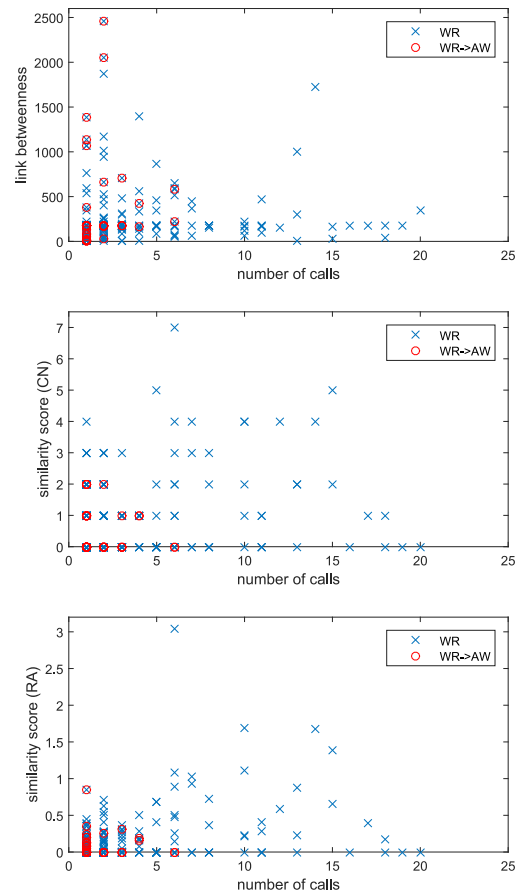 2500
2000
1500
1000
500
0
link betweenness
WR
WR->AW
0 5 10 15 20 25
number of calls
7
6
5
4
3
2
1
0
similarity score (CN)
WR
WR->AW
0 5 10 15 20 25
number of calls
3
2.5
2
1.5
1
0.5
0
similarity score (RA)
WR
WR->AW
0 5 10 15 20 25
number of calls